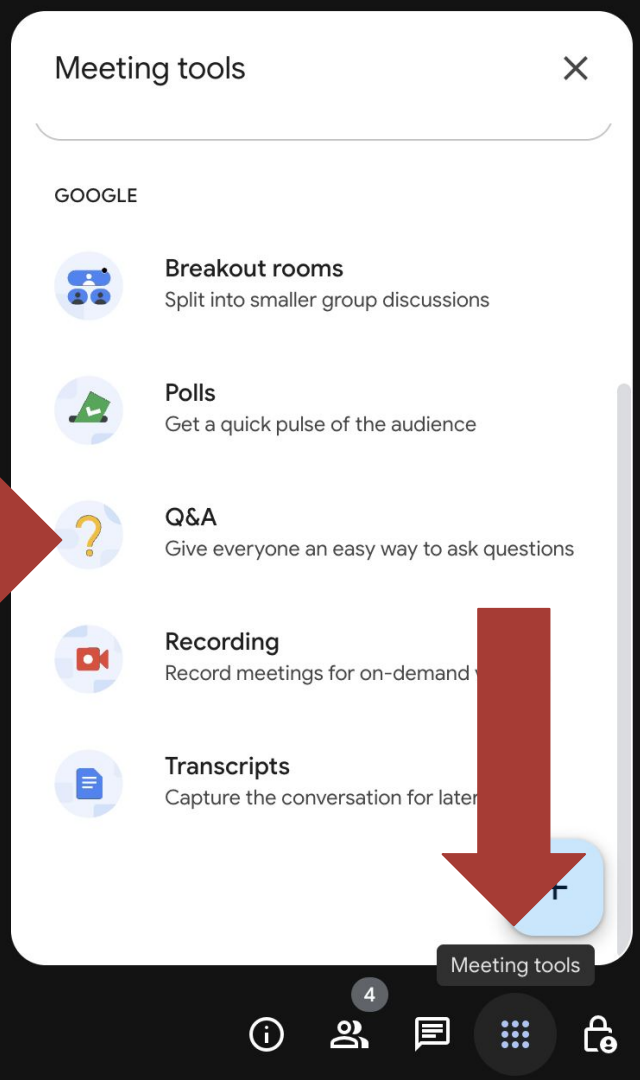 Meeting tools
GOOGLE
Breakout rooms
Split into smaller group discussions
Polls
Get a quick pulse of the audience
Q&A
Give everyone an easy way to ask questions
Recording
Record meetings for on-demand
Transcripts
Capture the conversation for later
Meeting tools
4